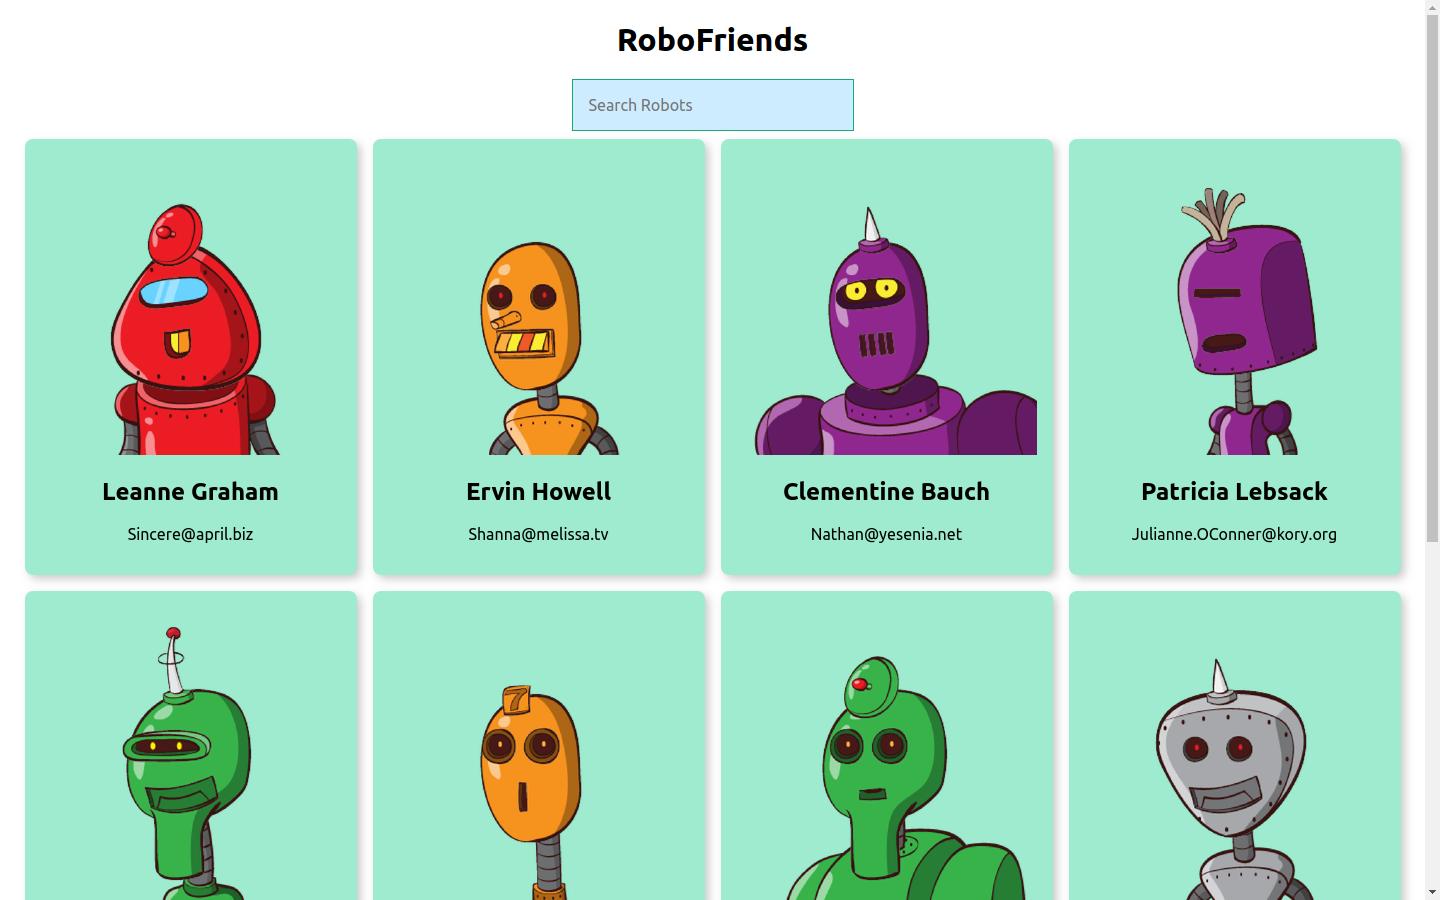 RoboFriends
Search Robots
Leanne Graham
Sincere@april.biz
Ervin Howell
Shanna@melissa.tv
Clementine Bauch
Nathan@yesenia.net
Patricia Lebsack
Julianne.OConner@kory.org
7